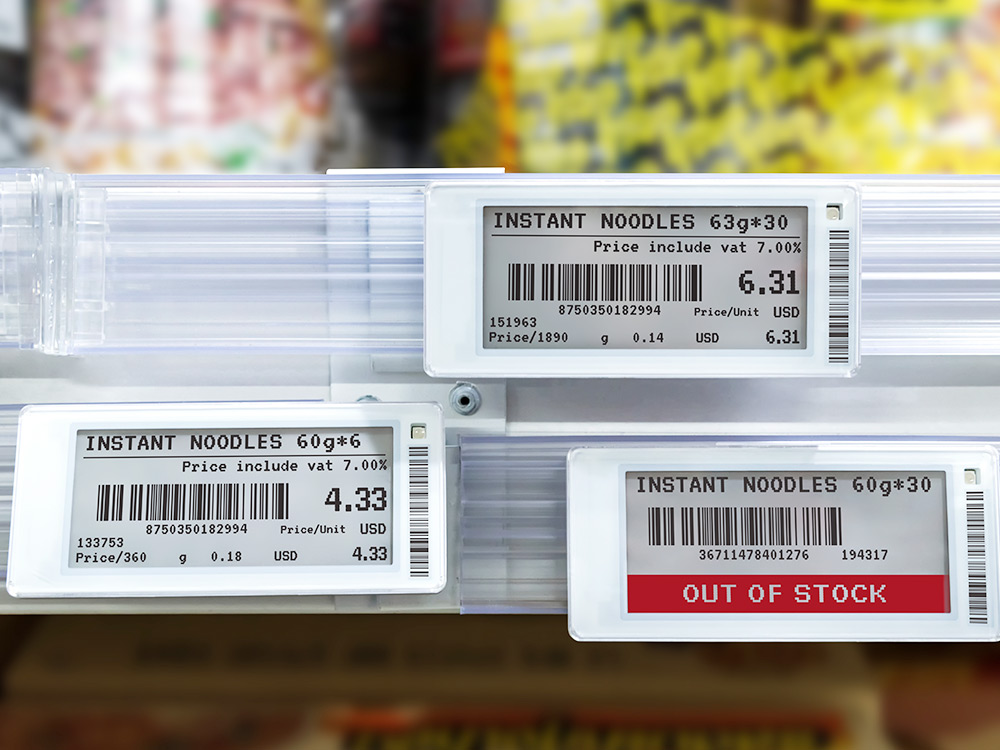 INSTANT NOODLES 63g*30
Price include vat 7.00%
6.31
8750350182994
Price/Unit USD
151963
Price/1890 g 0.14 USD 6.31
INSTANT NOODLES 60g*6
Price include vat 7.00%
4.33
8750350182994
Price/Unit USD
133753
Price/360 g 0.18 USD 4.33
INSTANT NOODLES 60g*30
36711478401276 194317
OUT OF STOCK